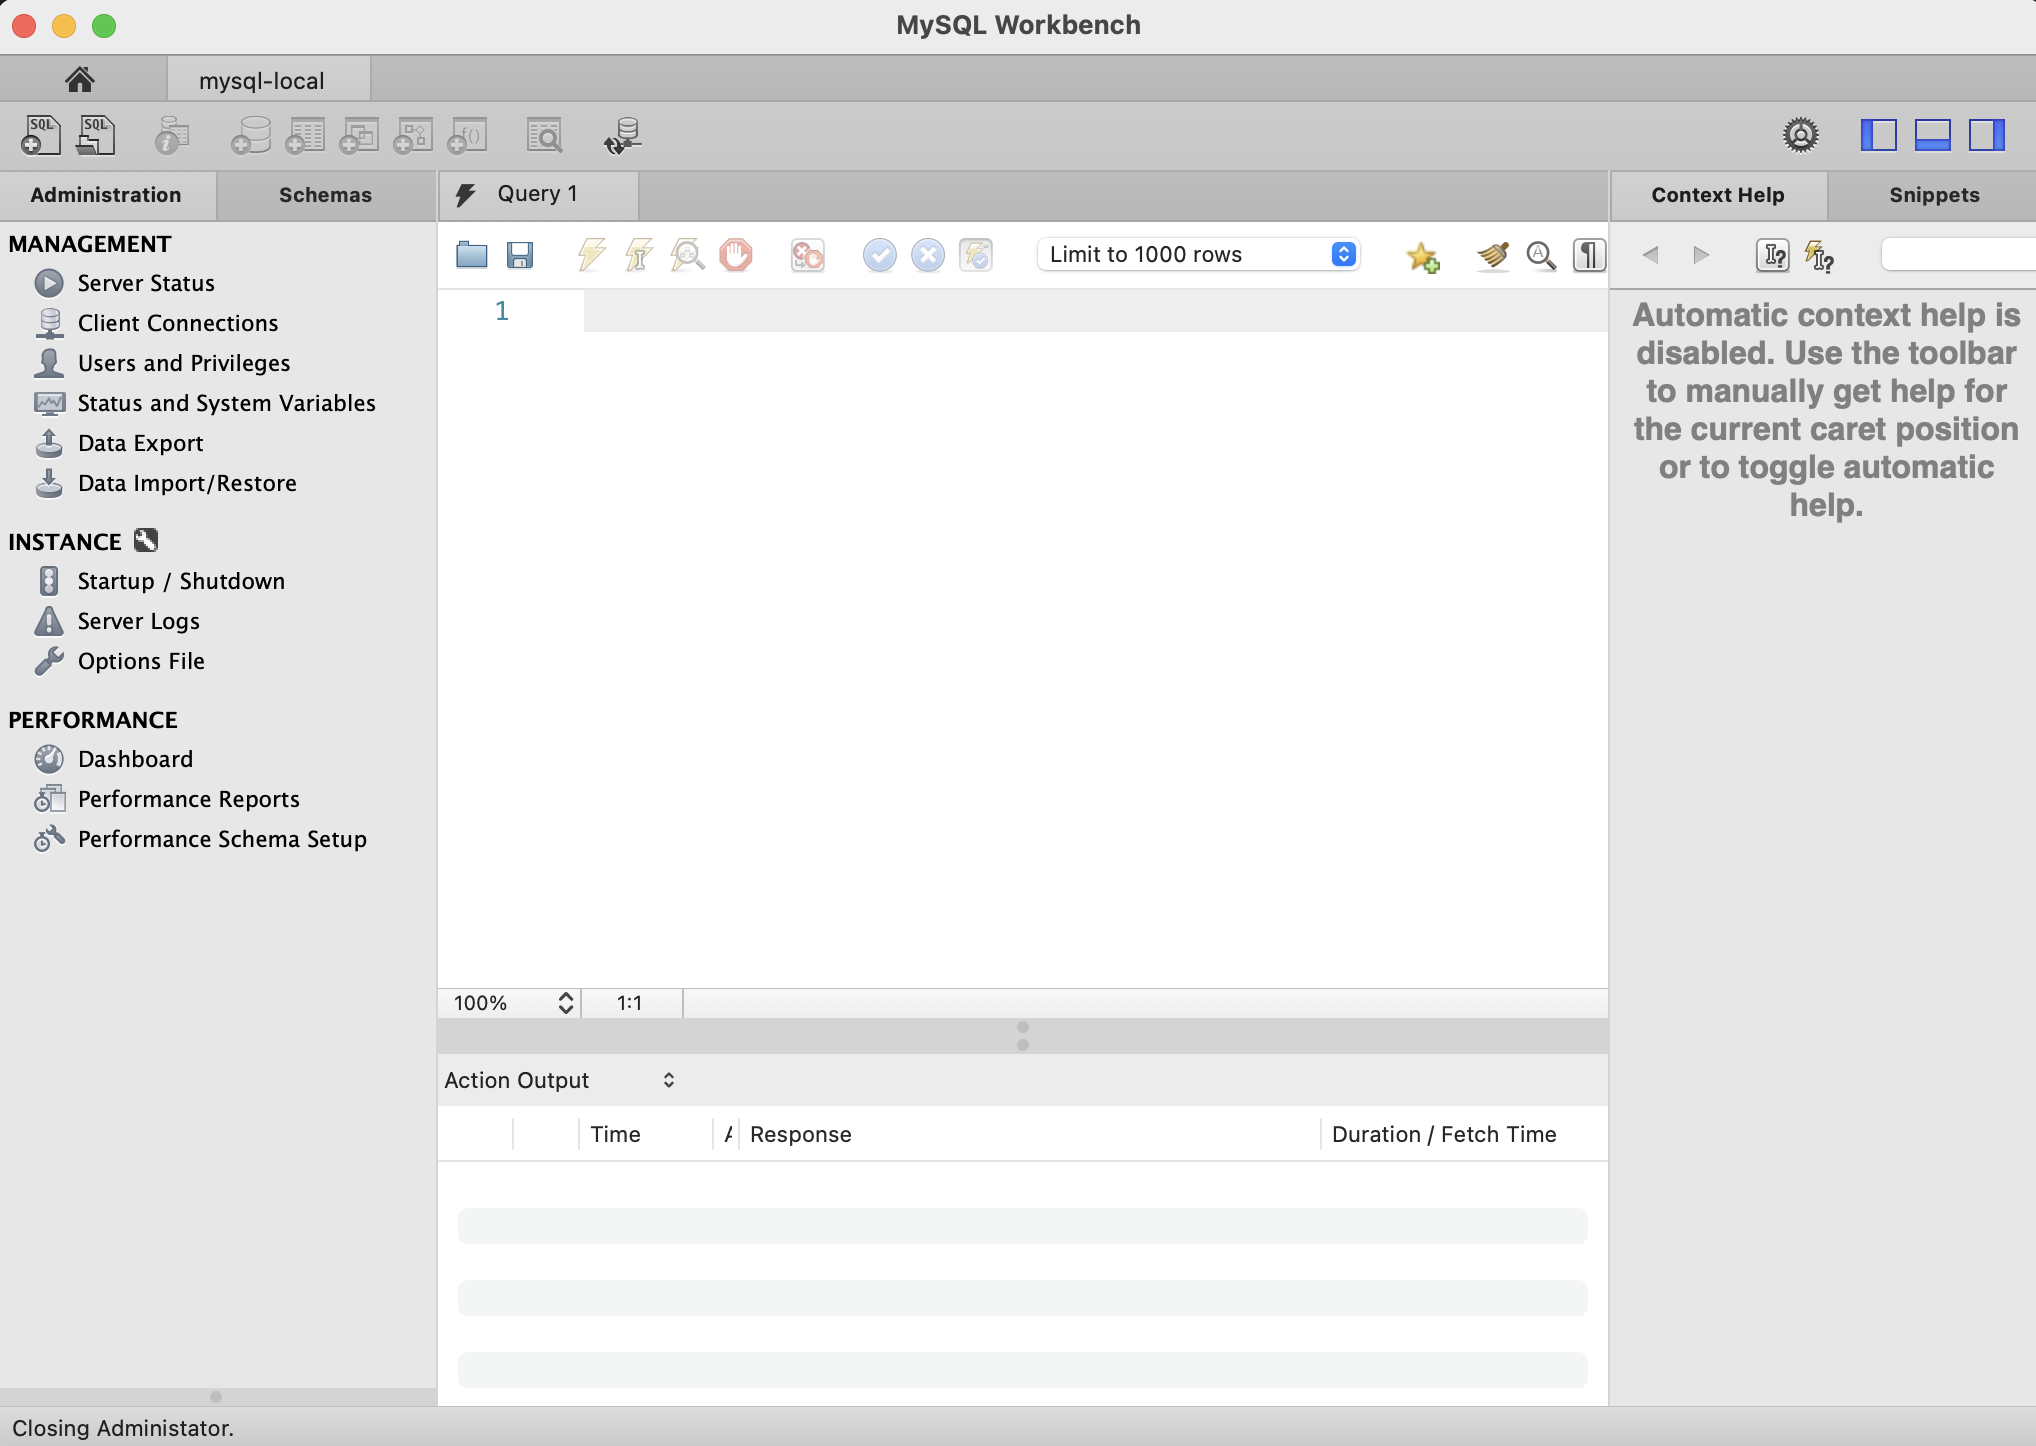 MySQL Workbench
mysql-local
SQL
SQL
Administration
Schemas
Query 1
Context Help
Snippets
MANAGEMENT
Server Status
Client Connections
Users and Privileges
Status and System Variables
Data Export
Data Import/Restore
INSTANCE
Startup / Shutdown
Server Logs
Options File
PERFORMANCE
Dashboard
Performance Reports
Performance Schema Setup
Limit to 1000 rows
1
100%
1:1
Action Output
Time
Response
Duration / Fetch Time
Automatic context help is
disabled. Use the toolbar
to manually get help for
the current caret position
or to toggle automatic
help.
Closing Administator.